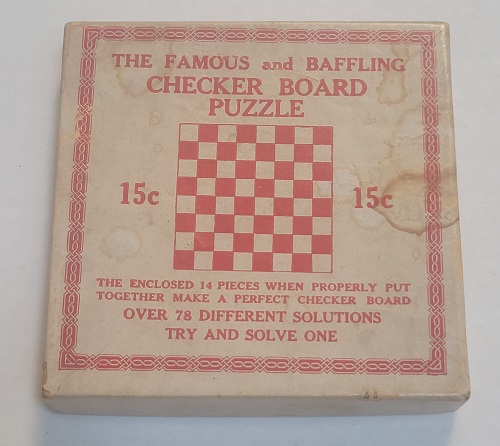 THE FAMOUS and BAFFLING
CHECKER BOARD
PUZZLE
15c 15c
THE ENCLOSED 14 PIECES WHEN PROPERLY PUT
TOGETHER MAKE A PERFECT CHECKER BOARD
OVER 78 DIFFERENT SOLUTIONS
TRY AND SOLVE ONE